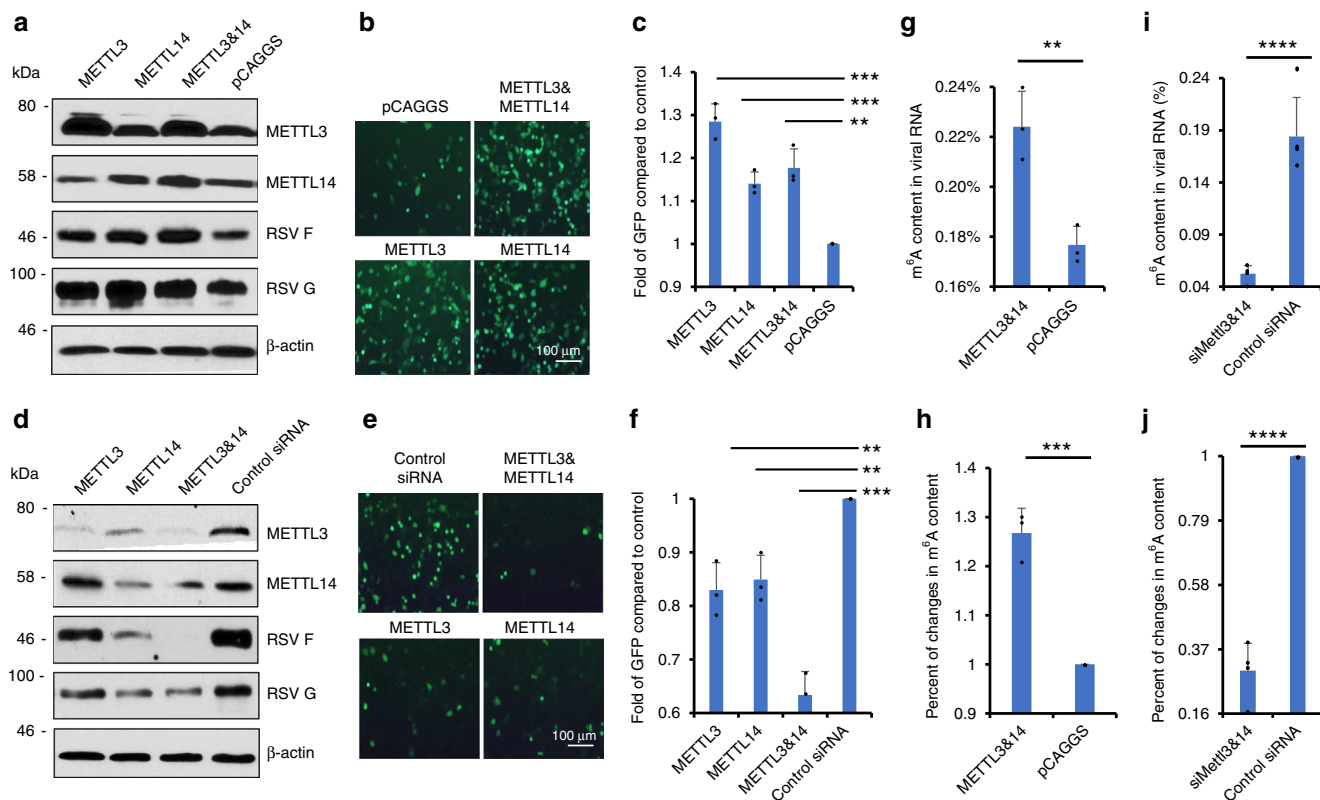 a
METTL3
METTL14
METTL3&14
pCAGGS
kDa
80 -
METTL3
58 -
METTL14
46 -
RSV F
100 -
RSV G
46 -
β-actin
b
pCAGGS
METTL3&
METTL14
METTL3
METTL14
100 μm
c
Fold of GFP compared to control
1.4
1.3
1.2
1.1
1
0.9
***
***
**
METTL3
METTL14
METTL3&14
pCAGGS
g
m⁶A content in viral RNA
0.24%
0.22%
0.20%
0.18%
0.16%
**
METTL3&14
pCAGGS
i
m⁶A content in viral RNA (%)
0.24
0.19
0.14
0.09
0.04
****
siMettl3&14
Control siRNA
d
METTL3
METTL14
METTL3&14
Control siRNA
kDa
80 -
METTL3
58 -
METTL14
46 -
RSV F
100 -
RSV G
46 -
β-actin
e
Control
siRNA
METTL3&
METTL14
METTL3
METTL14
100 μm
f
Fold of GFP compared to control
1
0.9
0.8
0.7
0.6
**
**
***
METTL3
METTL14
METTL3&14
Control siRNA
h
Percent of changes in m⁶A content
1.4
1.3
1.2
1.1
1
0.9
***
METTL3&14
pCAGGS
j
Percent of changes in m⁶A content
1
0.79
0.58
0.37
0.16
****
siMettl3&14
Control siRNA